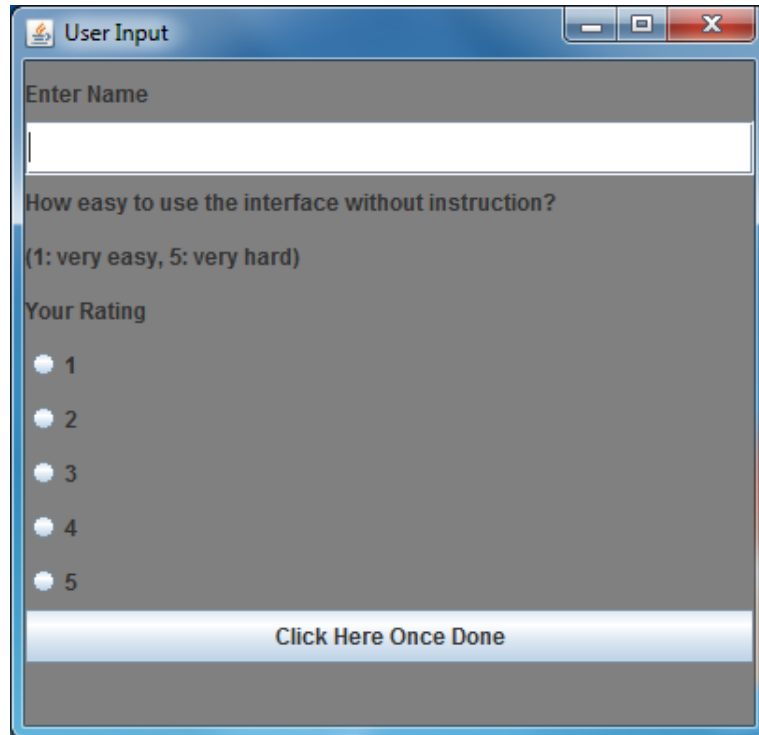 User Input
Enter Name
How easy to use the interface without instruction?
(1: very easy, 5: very hard)
Your Rating
1
2
3
4
5
Click Here Once Done